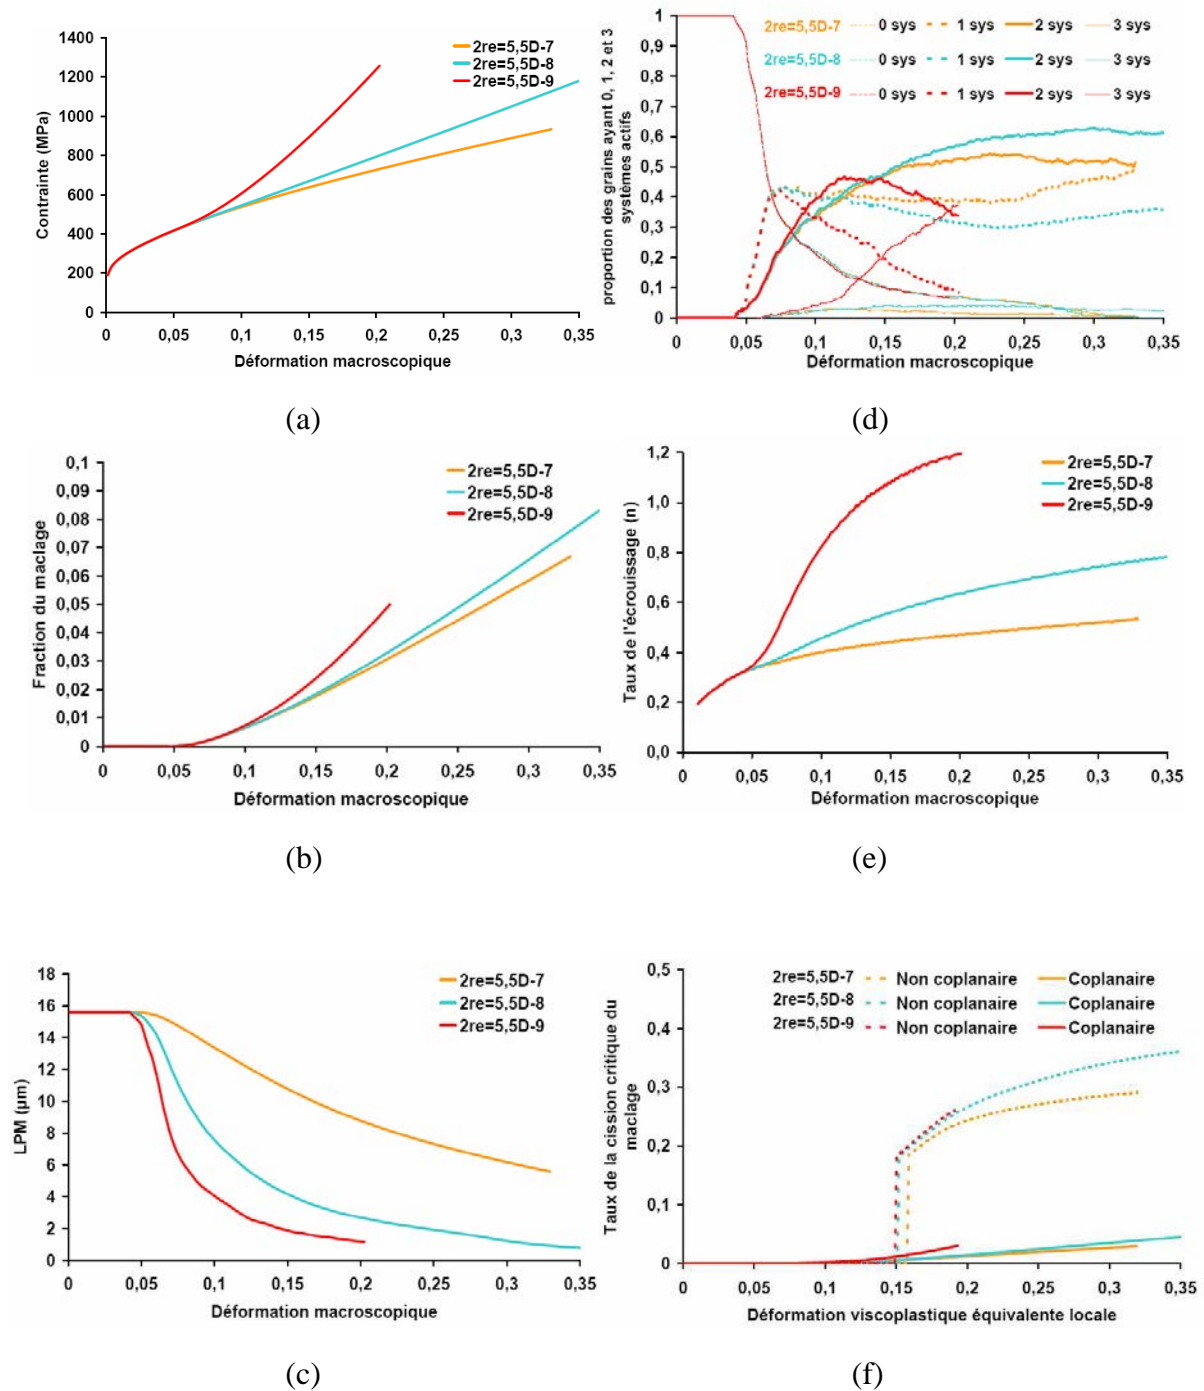 1400
1200
1000
800
600
400
200
0
Contrainte (MPa)
2re=5,5D-7
2re=5,5D-8
2re=5,5D-9
0 0,05 0,1 0,15 0,2 0,25 0,3 0,35
Déformation macroscopique
(a)
1
0,9
0,8
0,7
0,6
0,5
0,4
0,3
0,2
0,1
0
proportion des grains ayant 0, 1, 2 et 3
systèmes actifs
2re=5,5D-7 0 sys 1 sys 2 sys 3 sys
2re=5,5D-8 0 sys 1 sys 2 sys 3 sys
2re=5,5D-9 0 sys 1 sys 2 sys 3 sys
0 0,05 0,1 0,15 0,2 0,25 0,3 0,35
Déformation macroscopique
(d)
0,1
0,09
0,08
0,07
0,06
0,05
0,04
0,03
0,02
0,01
0
Fraction du maclage
2re=5,5D-7
2re=5,5D-8
2re=5,5D-9
0 0,05 0,1 0,15 0,2 0,25 0,3 0,35
Déformation macroscopique
(b)
1,2
1,0
0,8
0,6
0,4
0,2
0,0
Taux de l'écrouissage (n)
2re=5,5D-7
2re=5,5D-8
2re=5,5D-9
0 0,05 0,1 0,15 0,2 0,25 0,3 0,35
Déformation macroscopique
(e)
18
16
14
12
10
8
6
4
2
0
LPM (µm)
2re=5,5D-7
2re=5,5D-8
2re=5,5D-9
0 0,05 0,1 0,15 0,2 0,25 0,3 0,35
Déformation macroscopique
(c)
0,5
0,4
0,3
0,2
0,1
0
Taux de la cission critique du
maclage
2re=5,5D-7 Non coplanaire Coplanaire
2re=5,5D-8 Non coplanaire Coplanaire
2re=5,5D-9 Non coplanaire Coplanaire
0 0,05 0,1 0,15 0,2 0,25 0,3 0,35
Déformation viscoplastique équivalente locale
(f)